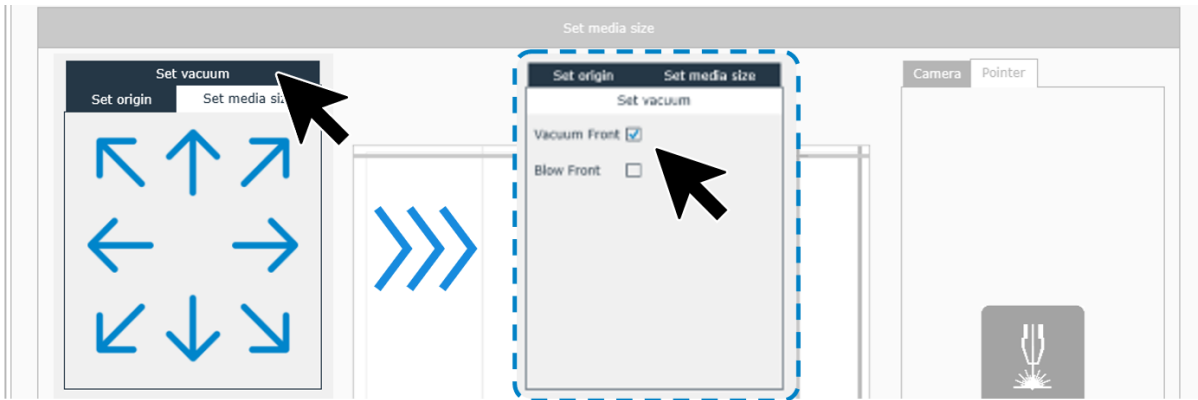 Set media size
Set vacuum
Set origin
Set media siz
Set origin
Set media size
Set vacuum
Vacuum Front
Blow Front
Camera
Pointer